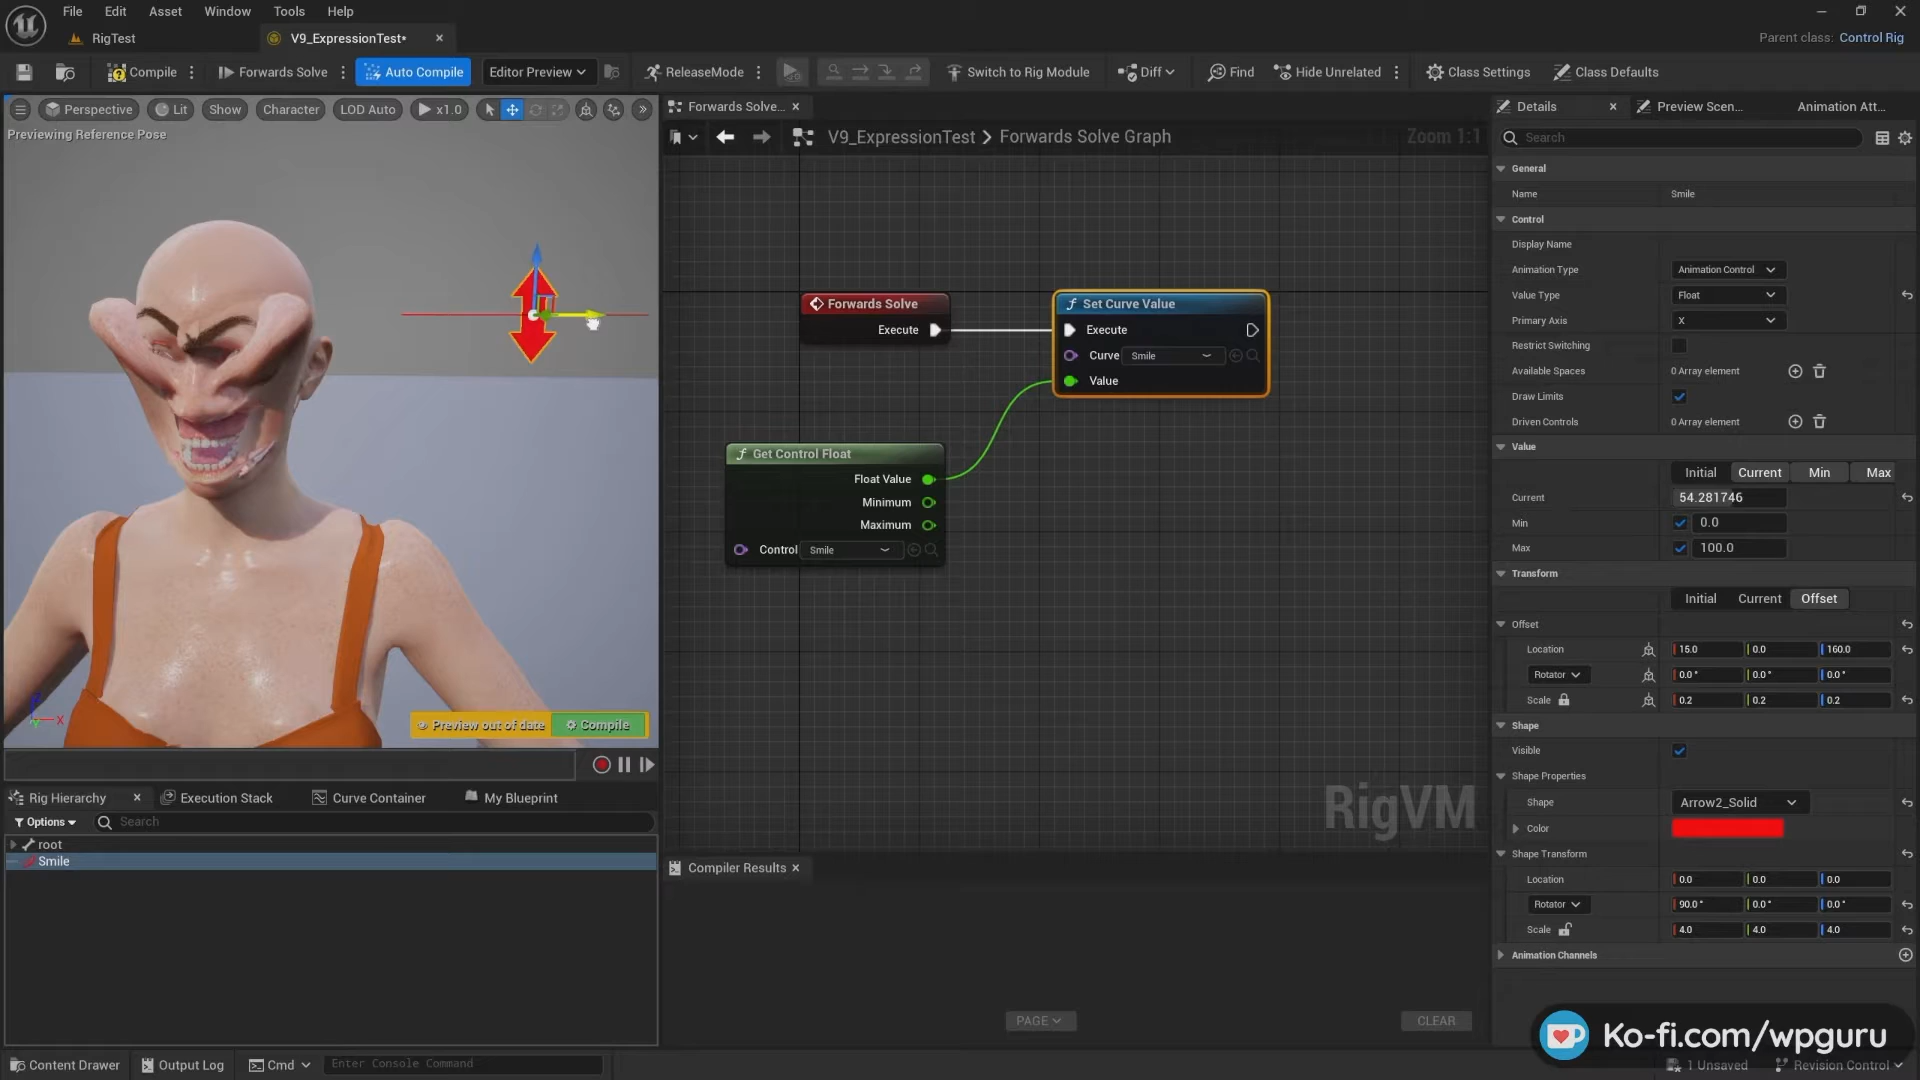 File Edit Asset Window Tools Help
RigTest
V9_ExpressionTest*
Parent class: Control Rig
Compile
Forwards Solve
Auto Compile
Editor Preview
ReleaseMode
Switch to Rig Module
Diff
Find
Hide Unrelated
Class Settings
Class Defaults
Perspective
Lit
Show
Character
LOD Auto
x1.0
Previewing Reference Pose
Forwards Solve...
V9_ExpressionTest > Forwards Solve Graph
Zoom 1:1
Forwards Solve
Execute
Set Curve Value
Execute
Curve Smile
Value
Get Control Float
Float Value
Minimum
Maximum
Control Smile
RigVM
X
Preview out of date
Compile
Rig Hierarchy
Execution Stack
Curve Container
My Blueprint
Options
Search
root
Smile
Compiler Results
PAGE
CLEAR
Details
Preview Scen...
Animation Att...
Search
General
Name Smile
Control
Display Name
Animation Type Animation Control
Value Type Float
Primary Axis X
Restrict Switching
Available Spaces 0 Array element
Draw Limits
Driven Controls 0 Array element
Value
Initial Current Min Max
Current 54.281746
Min 0.0
Max 100.0
Transform
Initial Current Offset
Offset
Location 15.0 0.0 160.0
Rotator 0.0° 0.0° 0.0°
Scale 0.2 0.2 0.2
Shape
Visible
Shape Properties
Shape Arrow2_Solid
Color
Shape Transform
Location 0.0 0.0 0.0
Rotator 90.0° 0.0° 0.0°
Scale 4.0 4.0 4.0
Animation Channels
Ko-fi.com/wpguru
Content Drawer
Output Log
Cmd
Enter Console Command
1 Unsaved
Revision Control